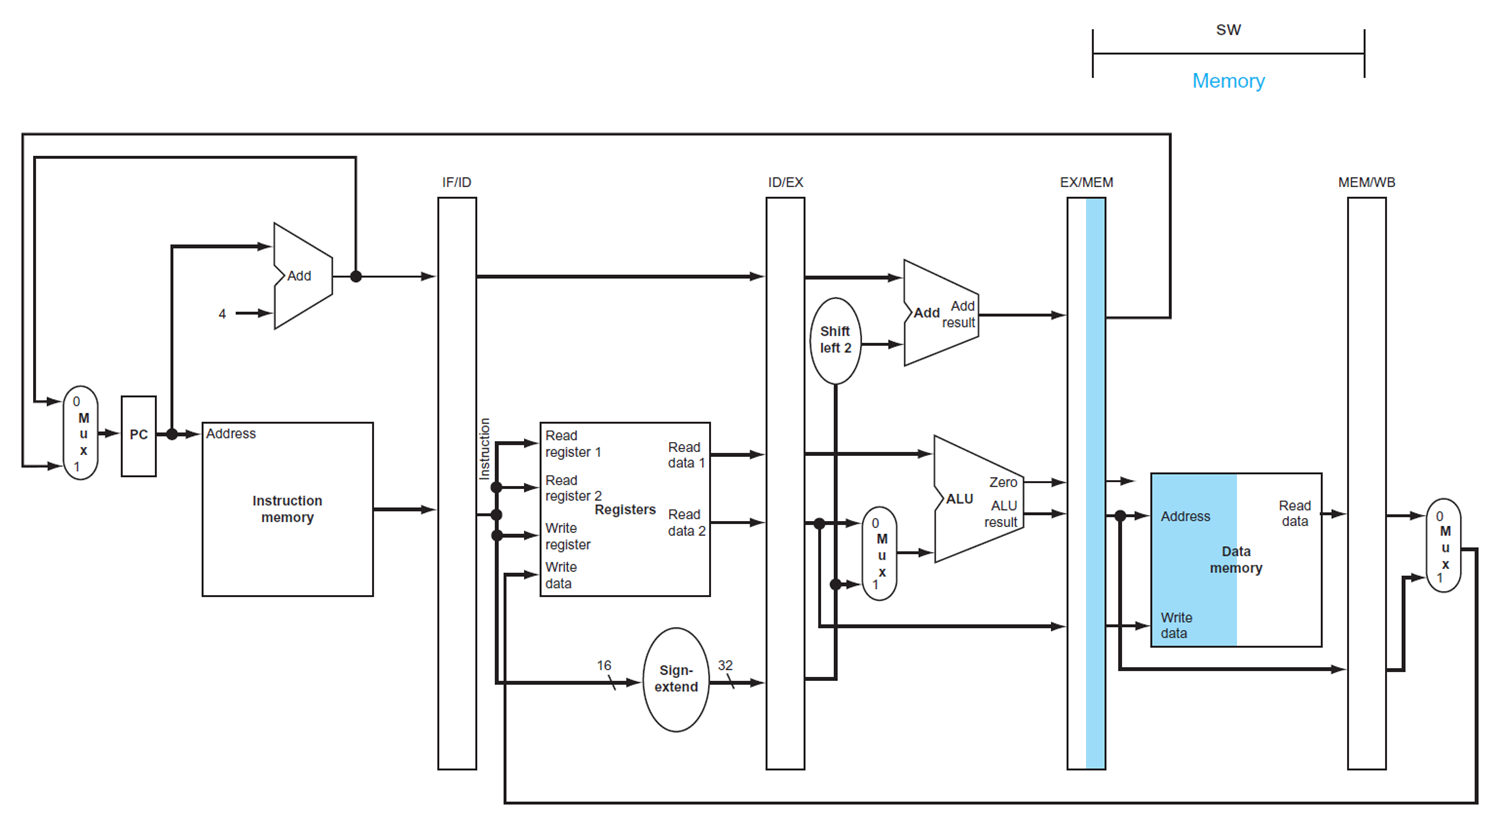 SW
Memory
IF/ID
ID/EX
EX/MEM
MEM/WB
Add
4
Shift
left 2
Add
Add
result
0
M
u
x
1
PC
Address
Instruction
memory
Instruction
Read
register 1
Read
register 2
Write
register
Write
data
Registers
Read
data 1
Read
data 2
16
Sign-
extend
32
0
M
u
x
1
ALU
Zero
ALU
result
Address
Write
data
Data
memory
Read
data
0
M
u
x
1